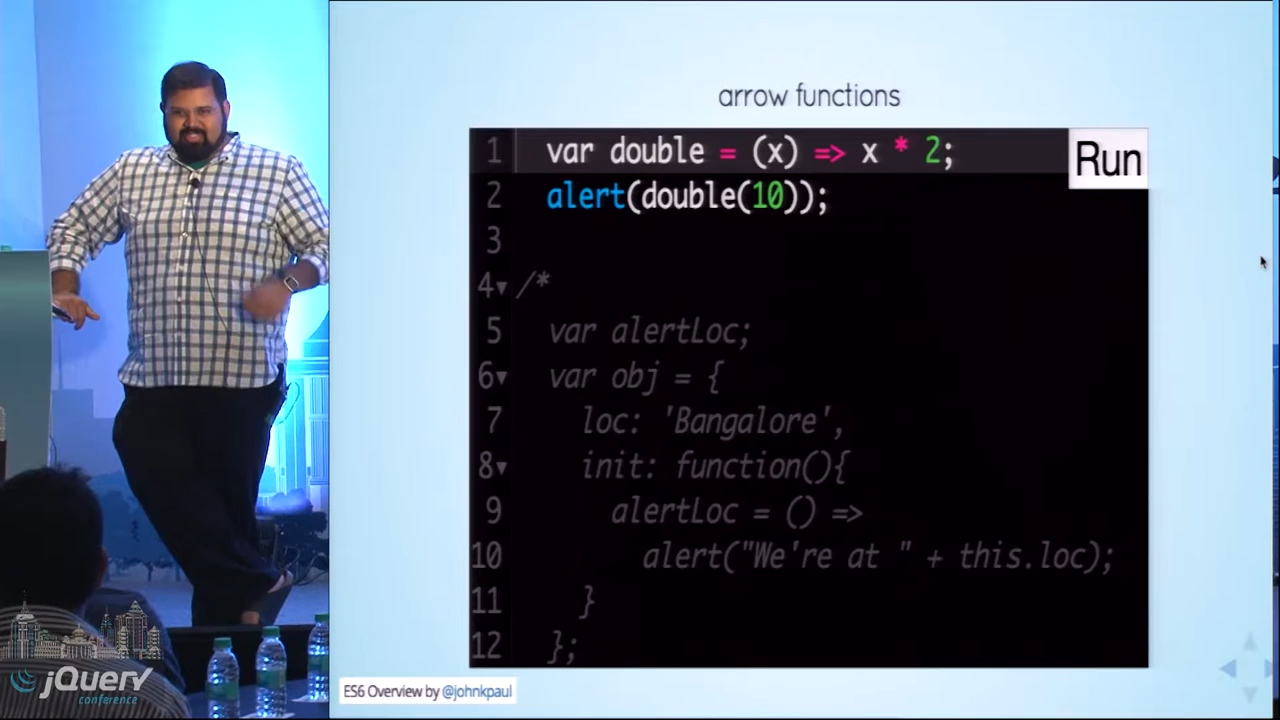 arrow functions
1 var double = (x) => x * 2;
Run
2 alert(double(10));
3
4 /*
5 var alertLoc;
6 var obj = {
7 loc: 'Bangalore',
8 init: function(){
9 alertLoc = () =>
10 alert("We're at " + this.loc);
11 }
12 };
ES6 Overview by @johnkpaul
jQuery
conference